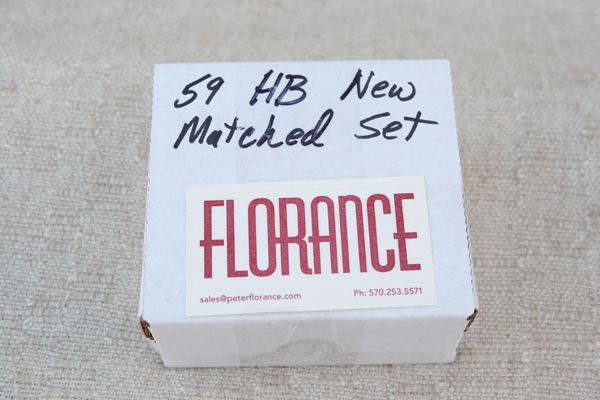 59 HB New
Matched Set
FLORANCE
sales@peterflorance.com Ph: 570.253.5571